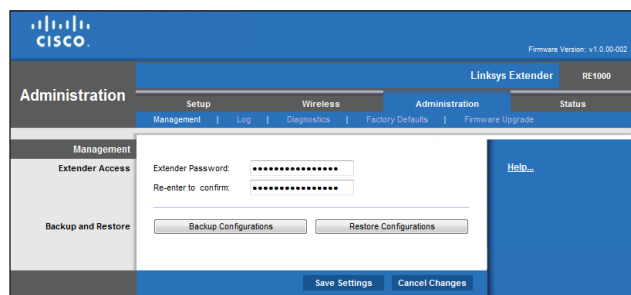 CISCO.
Firmware Version: v1.0.00-002
Linksys Extender RE1000
Administration
Setup Wireless Administration Status
Management | Log | Diagnostics | Factory Defaults | Firmware Upgrade
Management
Extender Access
Extender Password: ••••••••••••••••
Help...
Re-enter to confirm: ••••••••••••••••
Backup and Restore
Backup Configurations Restore Configurations
Save Settings Cancel Changes